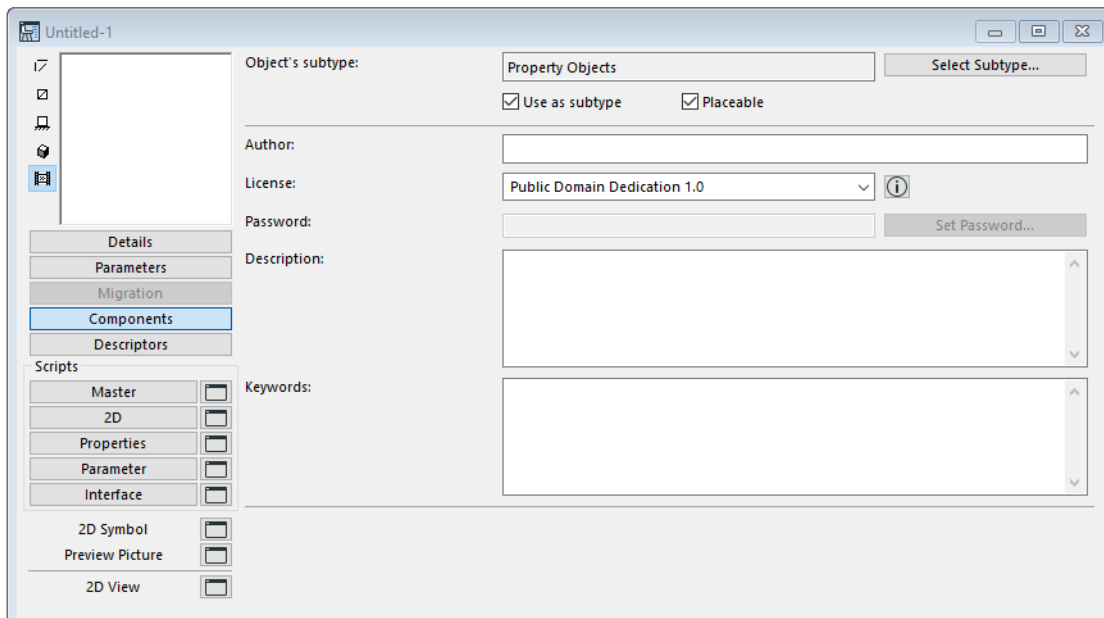 Untitled-1
Object's subtype:
Property Objects
Select Subtype...
Use as subtype
Placeable
Author:
License:
Public Domain Dedication 1.0
Password:
Set Password...
Details
Description:
Parameters
Migration
Components
Descriptors
Scripts
Master
Keywords:
2D
Properties
Parameter
Interface
2D Symbol
Preview Picture
2D View